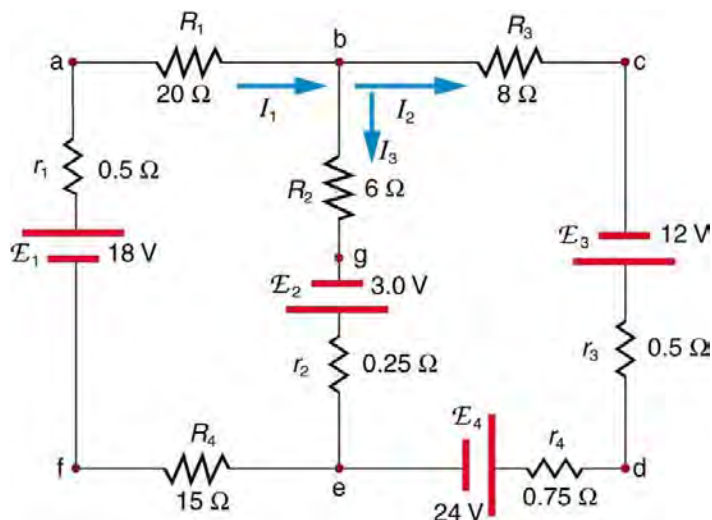 R₁
b
R₃
a
c
20 Ω
8 Ω
I₁
I₂
I₃
r₁
0.5 Ω
R₂
6 Ω
ℰ₁
18 V
g
ℰ₂
3.0 V
ℰ₃
12 V
r₂
0.25 Ω
r₃
0.5 Ω
R₄
ℰ₄
r₄
f
e
d
15 Ω
24 V
0.75 Ω